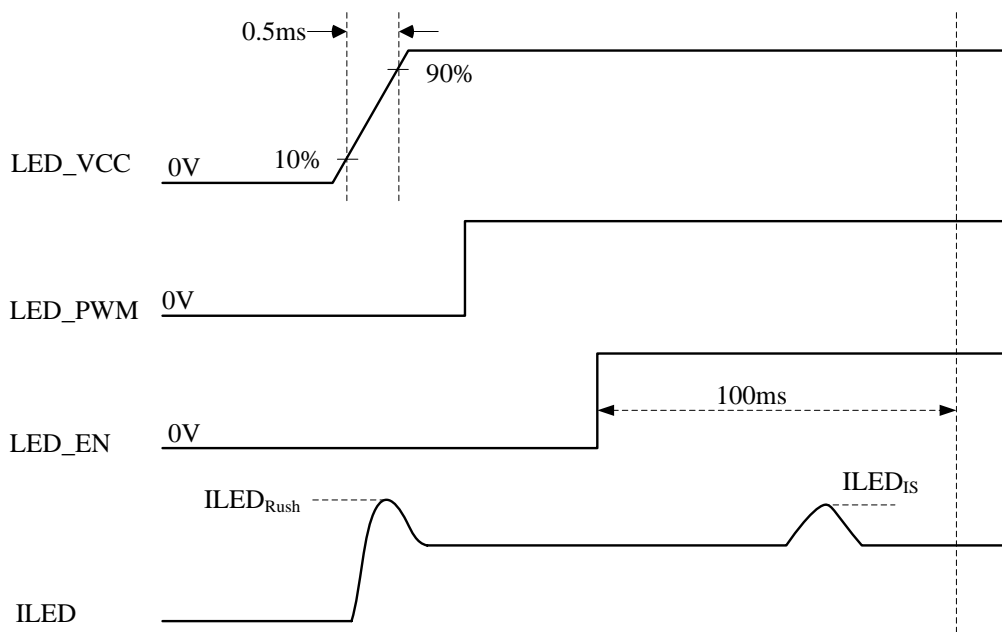 0.5ms
90%
10%
LED_VCC
0V
LED_PWM
0V
100ms
LED_EN
0V
ILED_Rush
ILED_IS
ILED